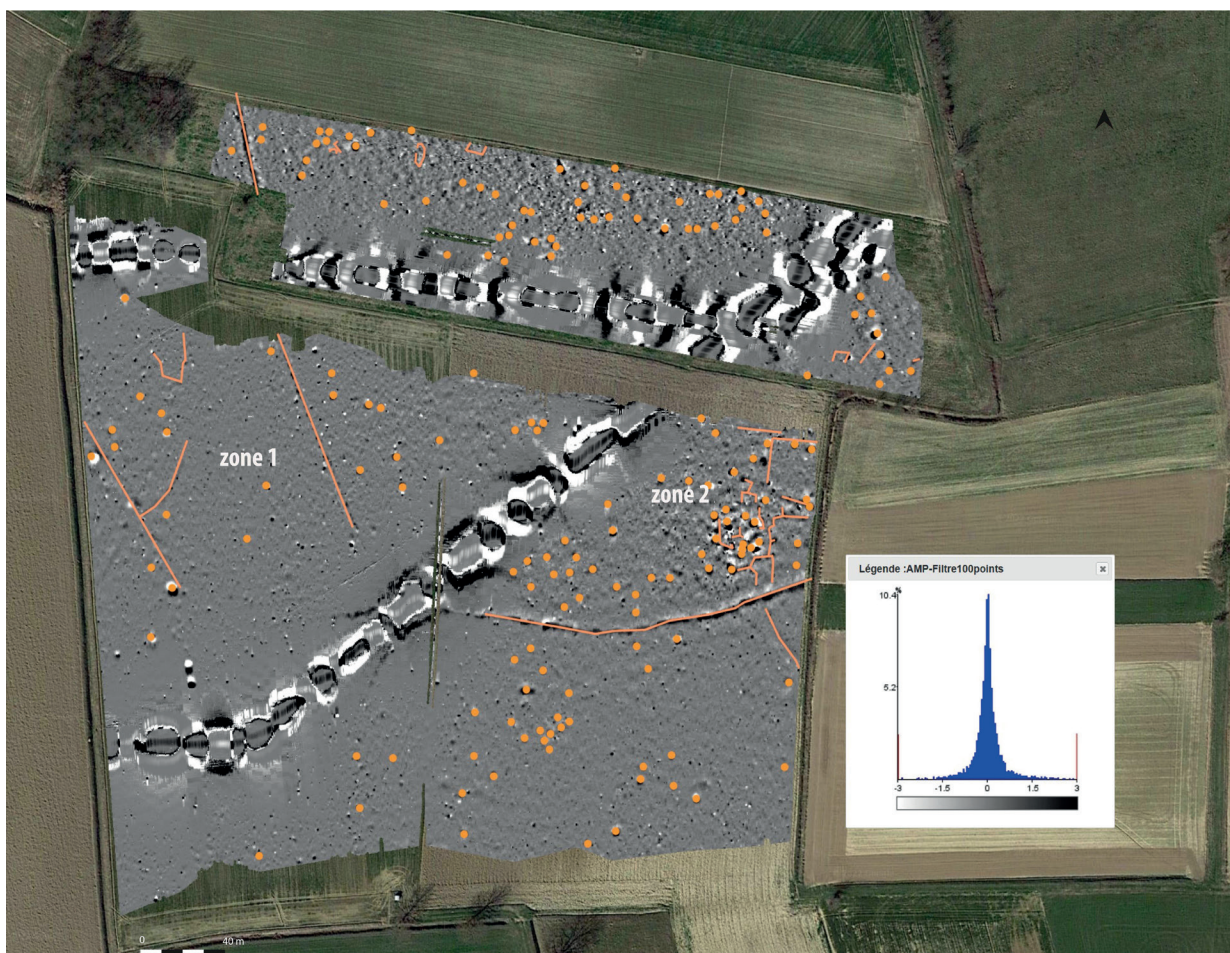 zone 1
zone 2
Légende :AMP-Filtre100points
%
10.4
5.2
-3 -1.5 0 1.5 3
0 40 m